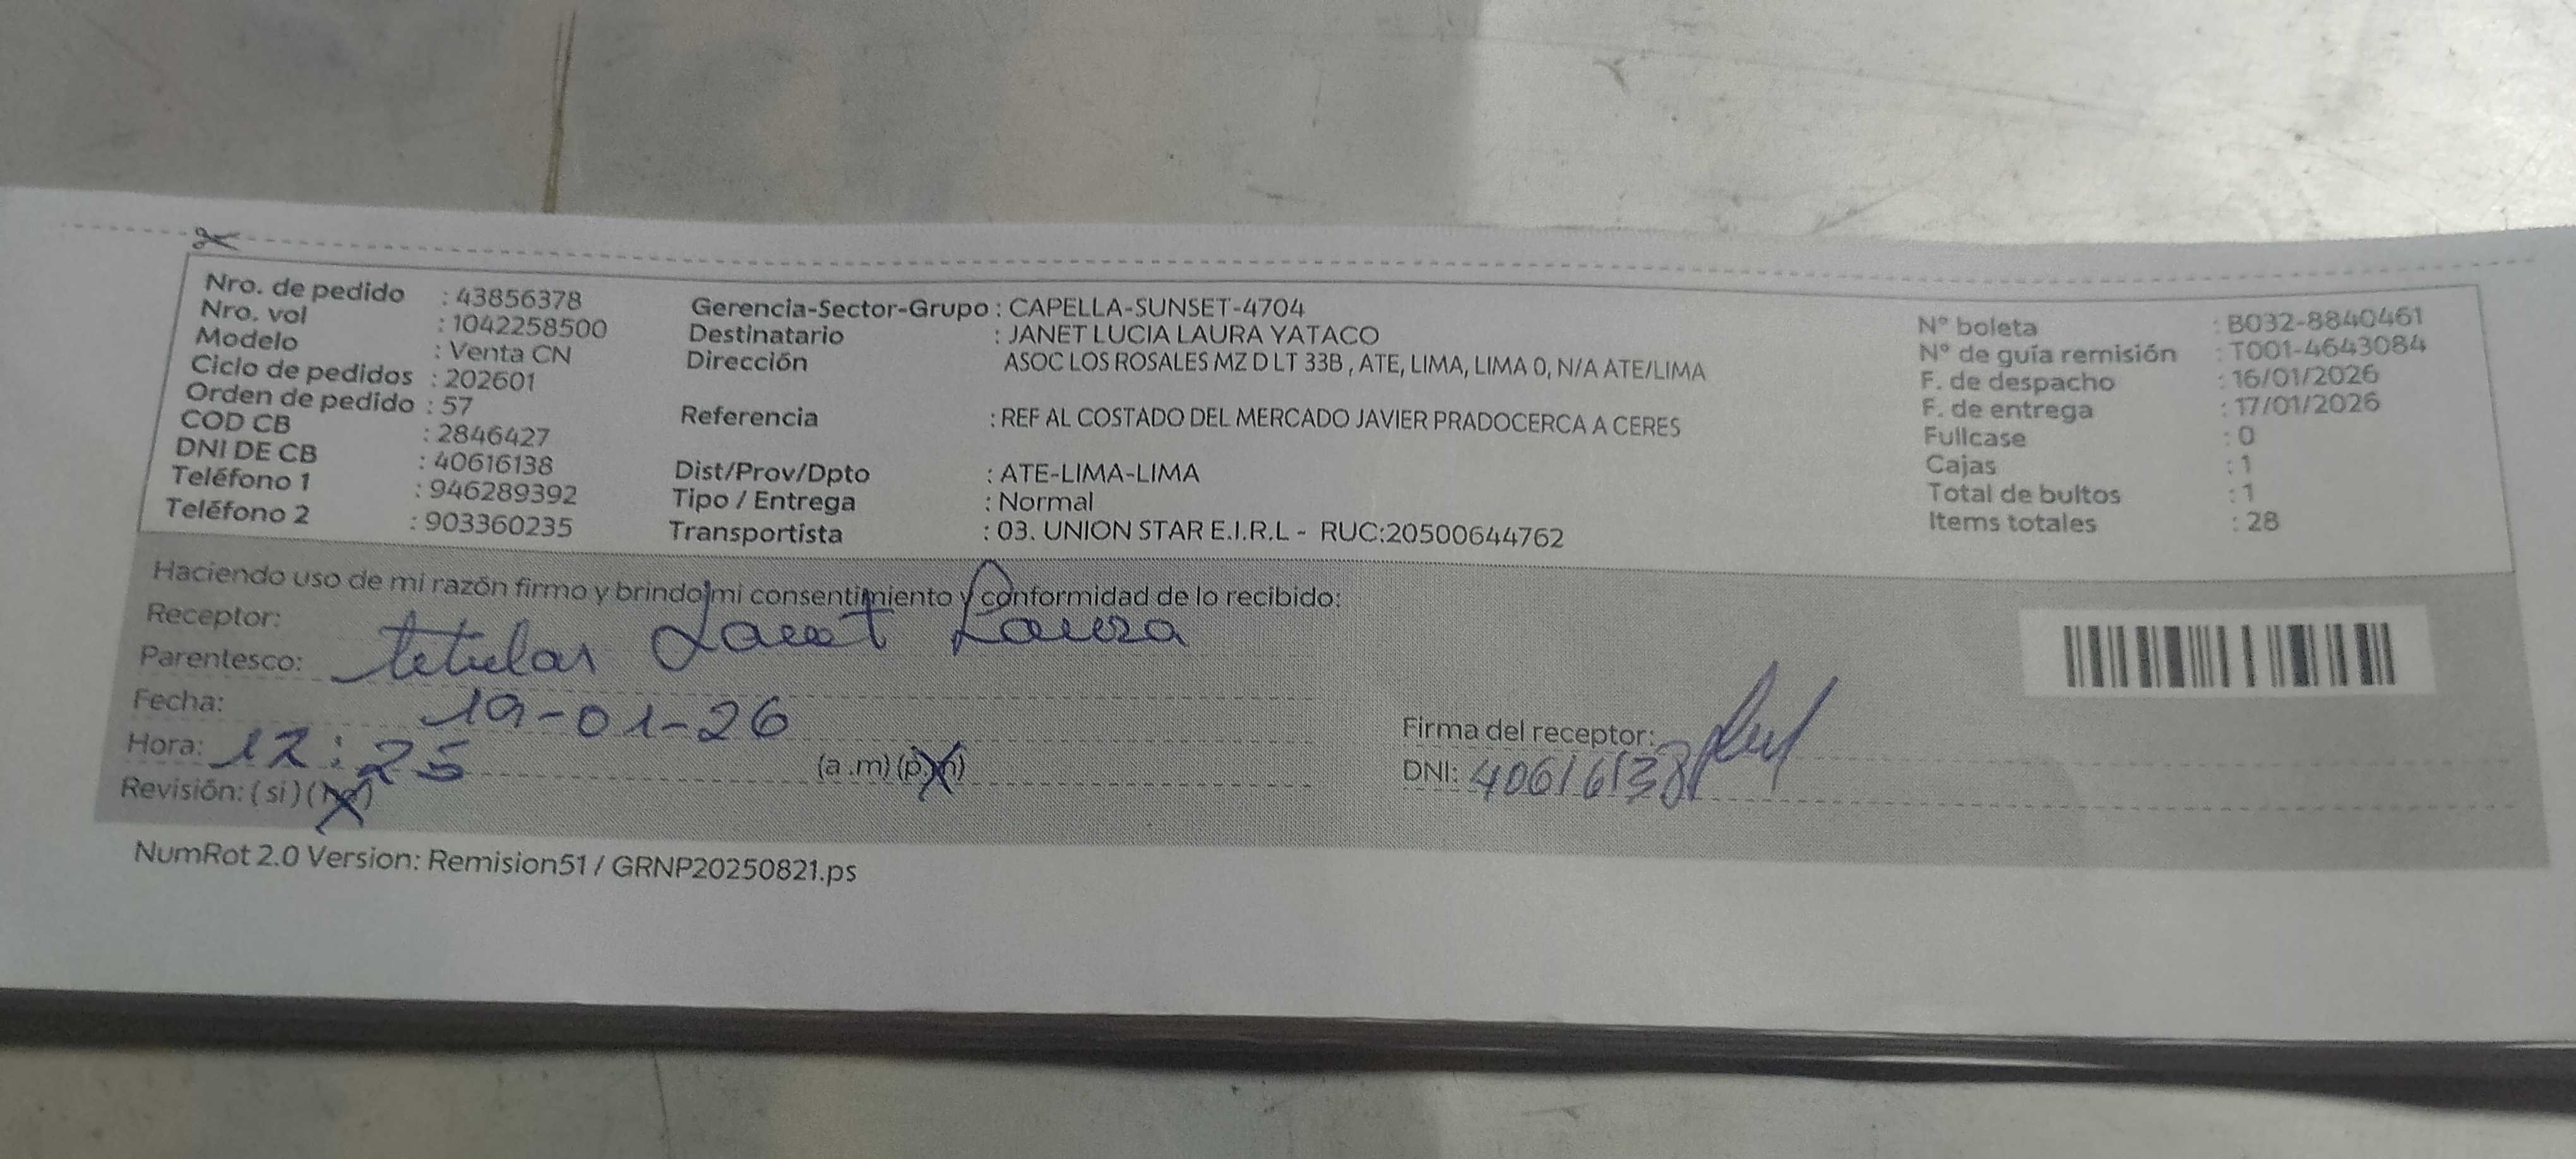 Nro. de pedido : 43856378
Nro. vol : 1042258500
Modelo : Venta CN
Ciclo de pedidos : 202601
Orden de pedido : 57
COD CB : 2846427
DNI DE CB : 40616138
Teléfono 1 : 946289392
Teléfono 2 : 903360235
Gerencia-Sector-Grupo : CAPELLA-SUNSET-4704
Destinatario : JANET LUCIA LAURA YATACO
Dirección ASOC LOS ROSALES MZ D LT 33B , ATE, LIMA, LIMA 0, N/A ATE/LIMA
Referencia : REF AL COSTADO DEL MERCADO JAVIER PRADOCERCA A CERES
Dist/Prov/Dpto : ATE-LIMA-LIMA
Tipo / Entrega : Normal
Transportista : 03. UNION STAR E.I.R.L - RUC:20500644762
N° boleta : B032-8840461
N° de guía remisión : T001-4643084
F. de despacho : 16/01/2026
F. de entrega : 17/01/2026
Fullcase : 0
Cajas : 1
Total de bultos : 1
Items totales : 28
Haciendo uso de mi razón firmo y brindo mi consentimiento y conformidad de lo recibido:
Receptor: Janet Laura
Parentesco: titular
Fecha: 19-01-26
Hora: 12:25 (a.m) (p.m)
Revisión: (si) (no)
Firma del receptor:
DNI: 40616138
NumRot 2.0 Version: Remision51 / GRNP20250821.ps